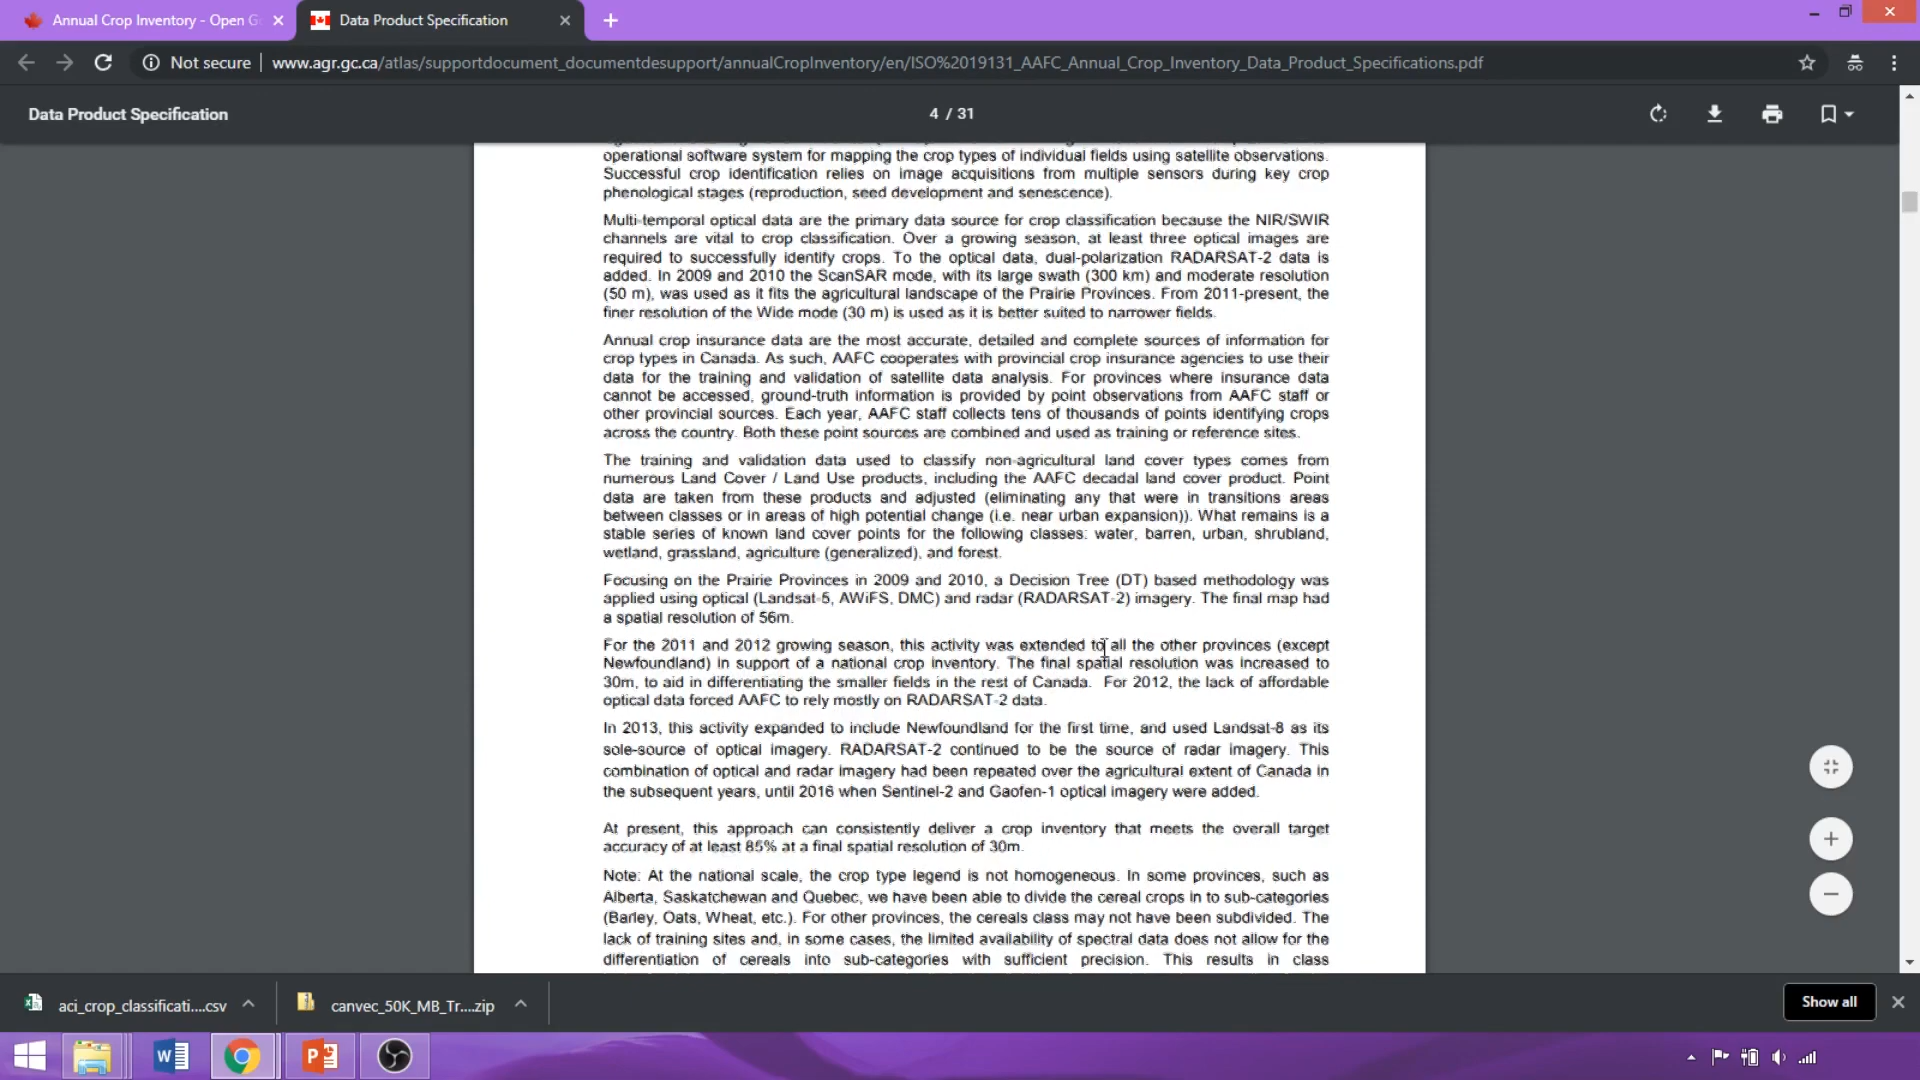 Annual Crop Inventory - Open G
Data Product Specification
Not secure
www.agr.gc.ca/atlas/supportdocument_documentdesupport/annualCropInventory/en/ISO%2019131_AAFC_Annual_Crop_Inventory_Data_Product_Specifications.pdf
Data Product Specification
4 / 31
operational software system for mapping the crop types of individual fields using satellite observations.
Successful crop identification relies on image acquisitions from multiple sensors during key crop
phenological stages (reproduction, seed development and senescence).
Multi-temporal optical data are the primary data source for crop classification because the NIR/SWIR
channels are vital to crop classification. Over a growing season, at least three optical images are
required to successfully identify crops. To the optical data, dual-polarization RADARSAT-2 data is
added. In 2009 and 2010 the ScanSAR mode, with its large swath (300 km) and moderate resolution
(50 m), was used as it fits the agricultural landscape of the Prairie Provinces. From 2011-present, the
finer resolution of the Wide mode (30 m) is used as it is better suited to narrower fields.
Annual crop insurance data are the most accurate, detailed and complete sources of information for
crop types in Canada. As such, AAFC cooperates with provincial crop insurance agencies to use their
data for the training and validation of satellite data analysis. For provinces where insurance data
cannot be accessed, ground-truth information is provided by point observations from AAFC staff or
other provincial sources. Each year, AAFC staff collects tens of thousands of points identifying crops
across the country. Both these point sources are combined and used as training or reference sites.
The training and validation data used to classify non-agricultural land cover types comes from
numerous Land Cover / Land Use products, including the AAFC decadal land cover product. Point
data are taken from these products and adjusted (eliminating any that were in transitions areas
between classes or in areas of high potential change (i.e. near urban expansion)). What remains is a
stable series of known land cover points for the following classes: water, barren, urban, shrubland,
wetland, grassland, agriculture (generalized), and forest.
Focusing on the Prairie Provinces in 2009 and 2010, a Decision Tree (DT) based methodology was
applied using optical (Landsat-5, AWiFS, DMC) and radar (RADARSAT-2) imagery. The final map had
a spatial resolution of 56m.
For the 2011 and 2012 growing season, this activity was extended to all the other provinces (except
Newfoundland) in support of a national crop inventory. The final spatial resolution was increased to
30m, to aid in differentiating the smaller fields in the rest of Canada. For 2012, the lack of affordable
optical data forced AAFC to rely mostly on RADARSAT-2 data.
In 2013, this activity expanded to include Newfoundland for the first time, and used Landsat-8 as its
sole-source of optical imagery. RADARSAT-2 continued to be the source of radar imagery. This
combination of optical and radar imagery had been repeated over the agricultural extent of Canada in
the subsequent years, until 2016 when Sentinel-2 and Gaofen-1 optical imagery were added.
At present, this approach can consistently deliver a crop inventory that meets the overall target
accuracy of at least 85% at a final spatial resolution of 30m.
Note: At the national scale, the crop type legend is not homogeneous. In some provinces, such as
Alberta, Saskatchewan and Quebec, we have been able to divide the cereal crops in to sub-categories
(Barley, Oats, Wheat, etc.). For other provinces, the cereals class may not have been subdivided. The
lack of training sites and, in some cases, the limited availability of spectral data does not allow for the
differentiation of cereals into sub-categories with sufficient precision. This results in class
aci_crop_classificati....csv
canvec_50K_MB_Tr....zip
Show all